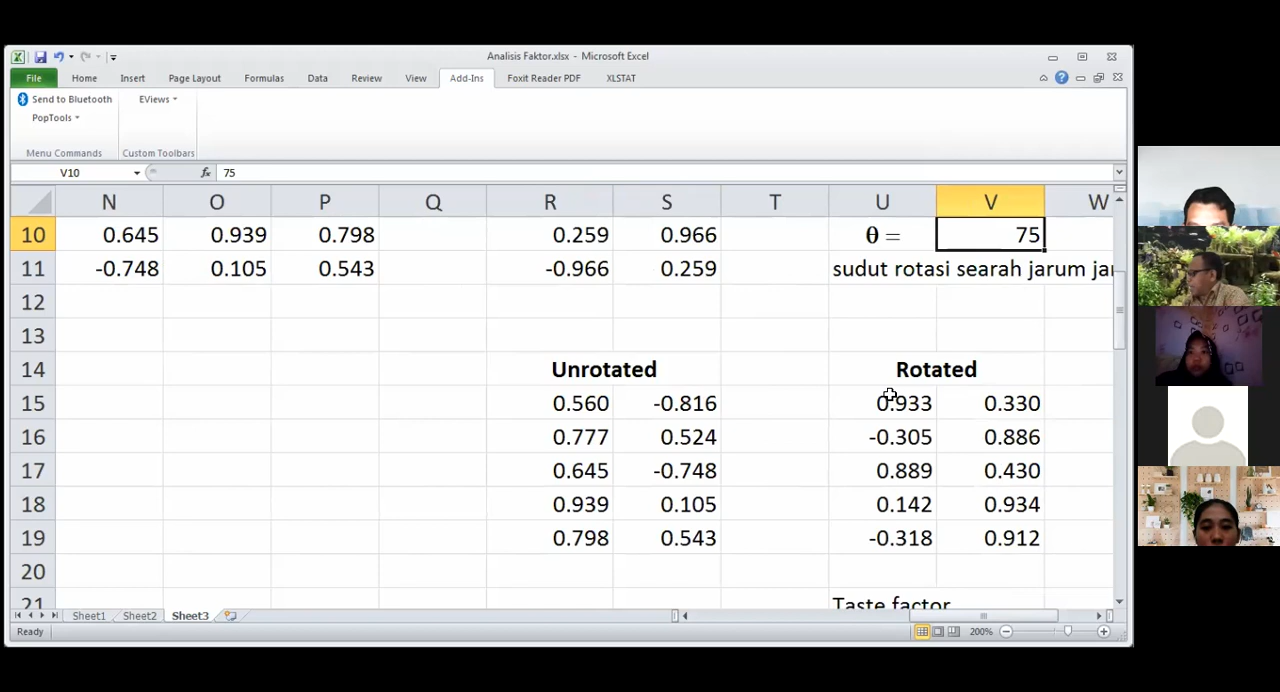 Analisis Faktor.xlsx - Microsoft Excel
File Home Insert Page Layout Formulas Data Review View Add-Ins Foxit Reader PDF XLSTAT
Send to Bluetooth EViews
PopTools
Menu Commands Custom Toolbars
V10 fx 75
N O P Q R S T U V W
10 0.645 0.939 0.798 0.259 0.966 θ = 75
11 -0.748 0.105 0.543 -0.966 0.259 sudut rotasi searah jarum jar
12
13
14 Unrotated Rotated
15 0.560 -0.816 0.933 0.330
16 0.777 0.524 -0.305 0.886
17 0.645 -0.748 0.889 0.430
18 0.939 0.105 0.142 0.934
19 0.798 0.543 -0.318 0.912
20
21 Taste factor
Sheet1 Sheet2 Sheet3
Ready 200%